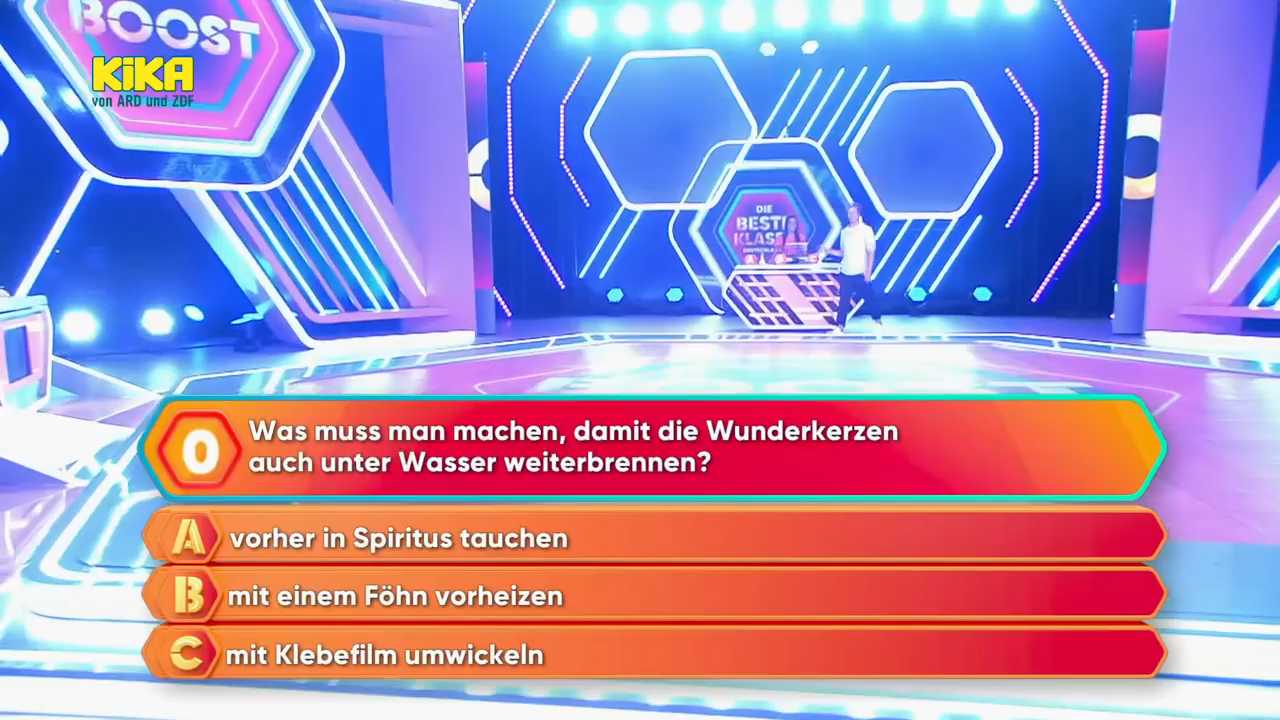 BOOST
KiKA
von ARD und ZDF
DIE
BESTE
KLASSE
0
Was muss man machen, damit die Wunderkerzen
auch unter Wasser weiterbrennen?
A vorher in Spiritus tauchen
B mit einem Föhn vorheizen
C mit Klebefilm umwickeln